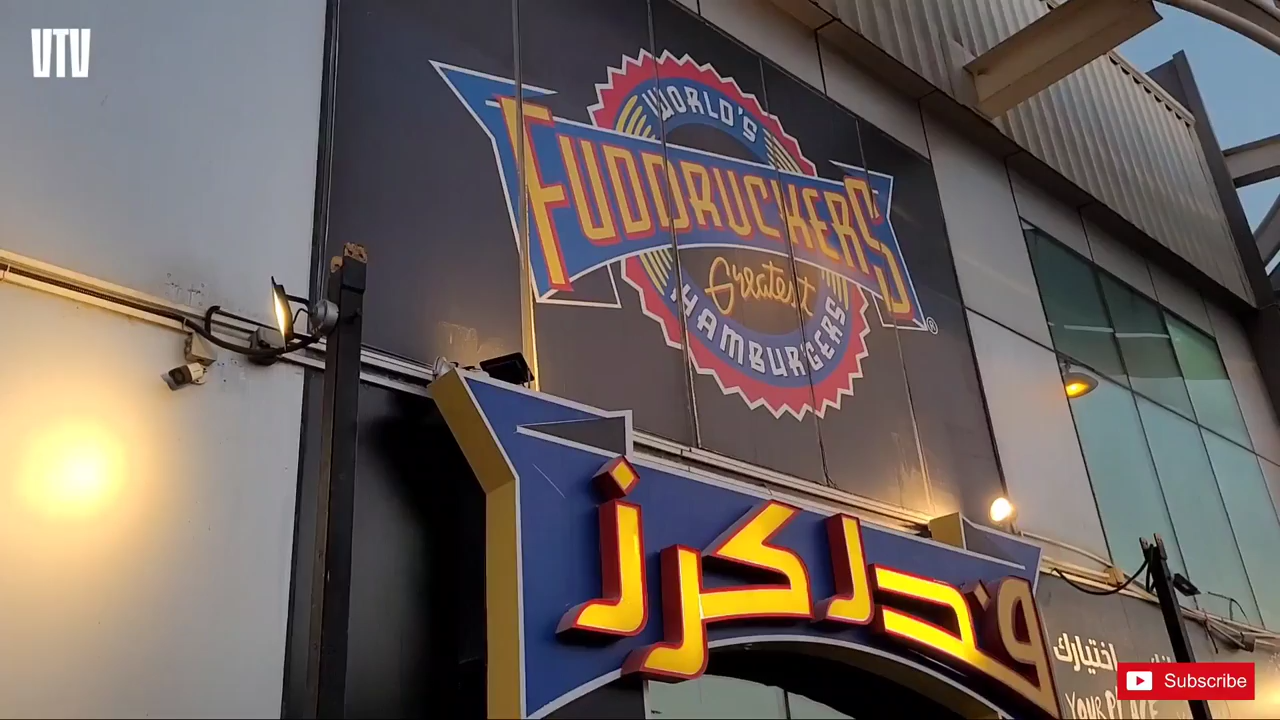 VTV
WORLD'S
FUDDRUCKERS
Greatest
HAMBURGERS
®
فدركرز
اختيارك
YOUR PLACE
Subscribe